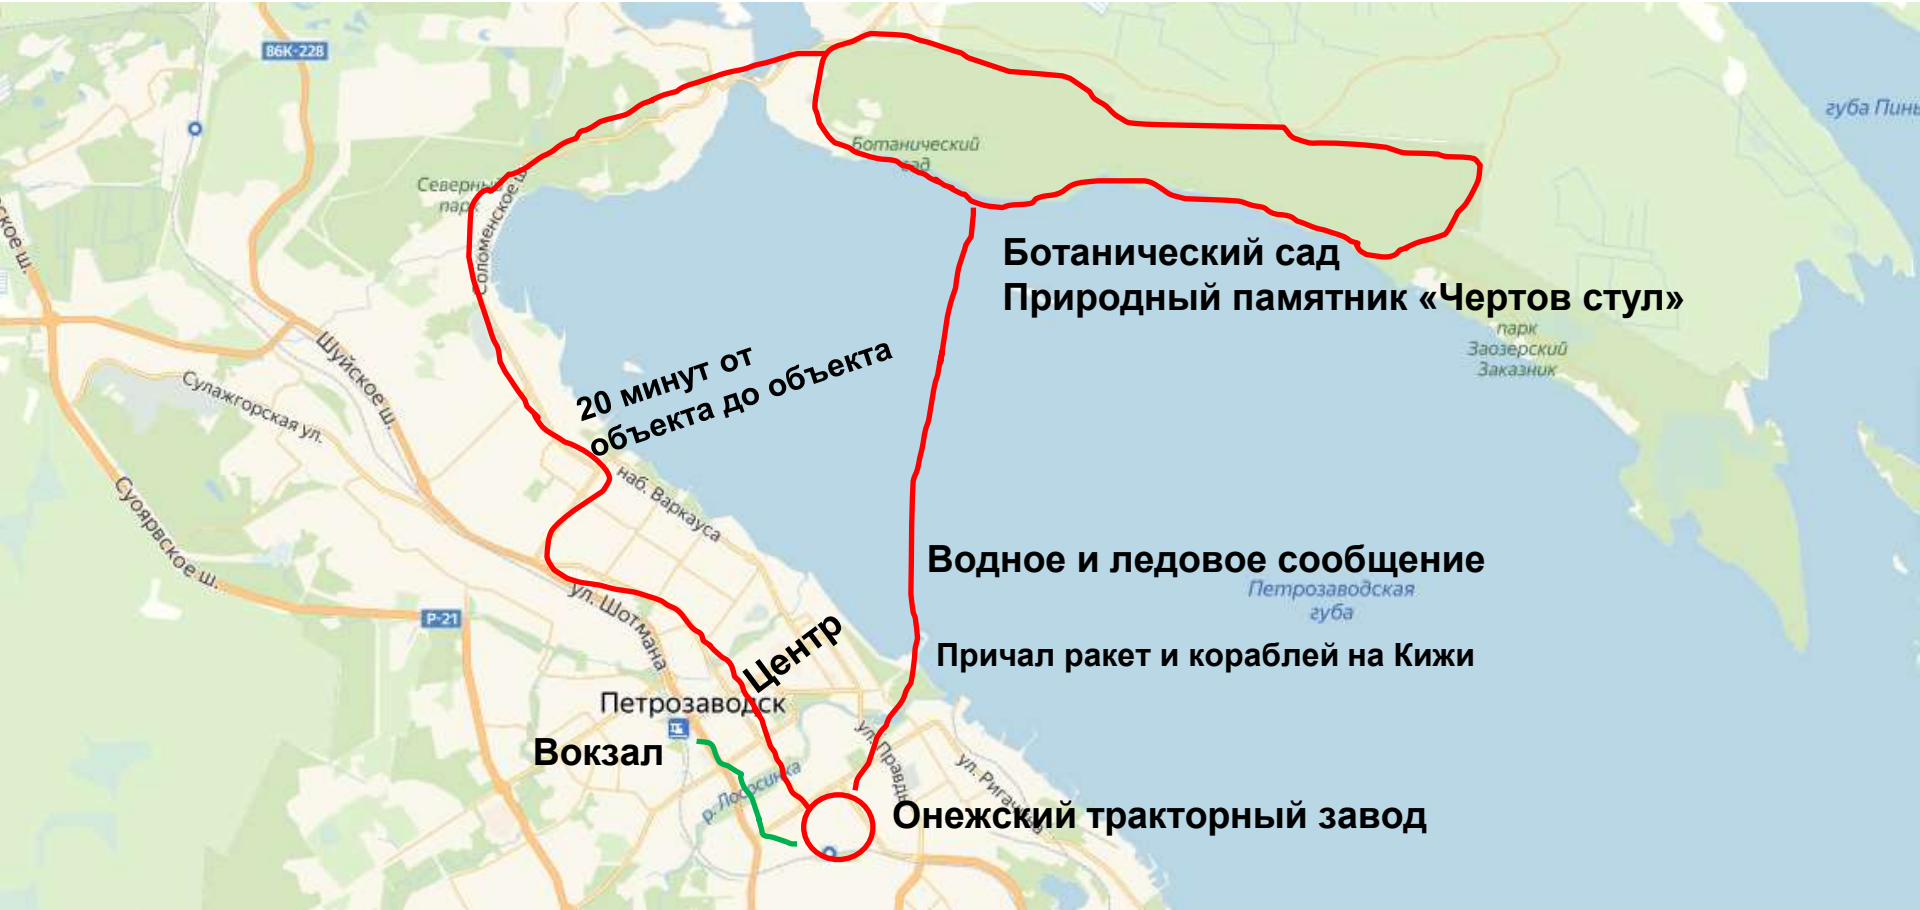 86К-228
губа Пинь
Ботанический
сад
Северный
парк
Соломенское ш.
ское ш.
Ботанический сад
Природный памятник «Чертов стул»
парк
Заозерский
Заказник
20 минут от
объекта до объекта
Шуйское ш.
Сулажгорская ул.
наб. Варкауса
Суоярвское ш.
Водное и ледовое сообщение
Петрозаводская
губа
ул. Шотмана
Р-21
Центр
Причал ракет и кораблей на Кижи
Петрозаводск
Вокзал
р. Лососинка
ул. Правды
ул. Ригачина
Онежский тракторный завод